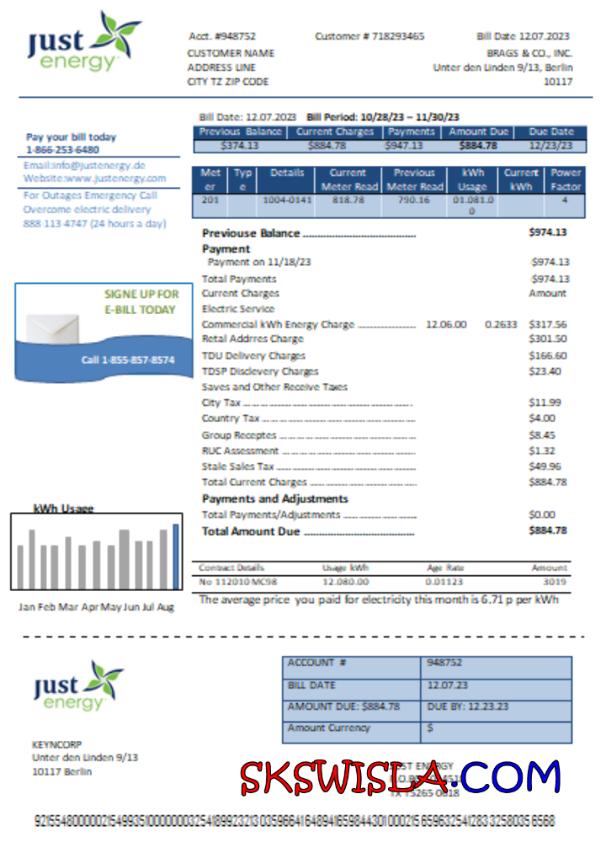 just energy
Acct. #948752 Customer # 718293465 Bill Date 12.07.2023
CUSTOMER NAME BRAGS & CO., INC.
ADDRESS LINE Unter den Linden 9/13, Berlin
CITY TZ ZIP CODE 10117
Bill Date: 12.07.2023 Bill Period: 10/28/23 – 11/30/23
Previous Balance Current Charges Payments Amount Due Due Date
$374.13 $884.78 $947.13 $884.78 12/23/23
Pay your bill today
1-866-253-6480
Email:info@justenergy.de
Website:www.justenergy.com
For Outages Emergency Call
Overcome electric delivery
888-113-4747 (24 hours a day)
Met er Typ e Details Current Meter Read Previous Meter Read kWh Usage Current kWh Power Factor
201 1004-0141 818.78 790.16 01.081.0 0 4
Previouse Balance ................................ $974.13
Payment
Payment on 11/18/23 $974.13
Total Payments $974.13
Current Charges Amount
Electric Service
Commercial kWh Energy Charge ................ 12.06.00 0.2633 $317.56
Retal Addrres Charge $301.50
TDU Delivery Charges $166.60
TDSP Disclevery Charges $23.40
Saves and Other Receive Taxes
City Tax ................................ $11.99
Country Tax ................................ $4.00
Group Receptes ................................ $8.45
RUC Assessment ................................ $1.32
Stale Sales Tax ................................ $49.96
Total Current Charges ................................ $884.78
Payments and Adjustments
Total Payments/Adjustments ........................ $0.00
Total Amount Due ................................ $884.78
SIGNE UP FOR
E-BILL TODAY
Call 1-855-857-8574
kWh Usage
Jan Feb Mar Apr May Jun Jul Aug
Contract Details Usage kWh Age Rate Amount
No 112010 MC98 12.080.00 0.01123 3019
The average price you paid for electricity this month is 6.71 p per kWh
just energy
ACCOUNT # 948752
BILL DATE 12.07.23
AMOUNT DUE: $884.78 DUE BY: 12.23.23
Amount Currency $
KEYNCORP
Unter den Linden 9/13
10117 Berlin
ENERGY
TX 75265 0618
SKSWISLA.COM